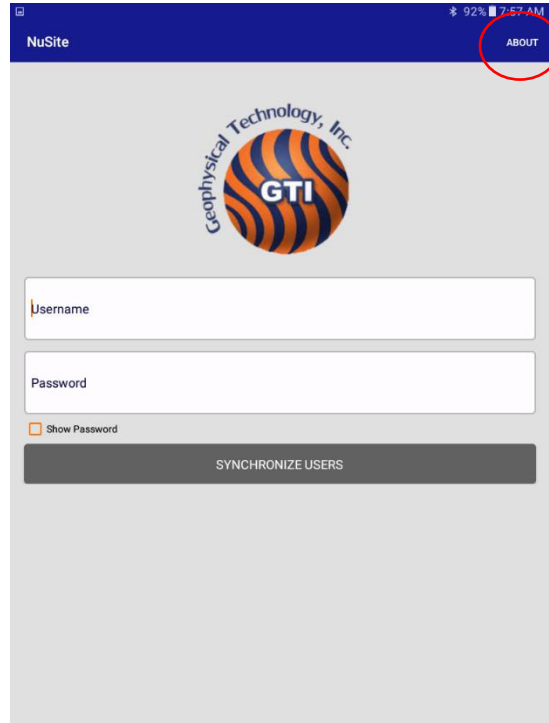 92% 7:57 AM
NuSite ABOUT
Geophysical Technology, Inc.
GTI
Username
Password
Show Password
SYNCHRONIZE USERS